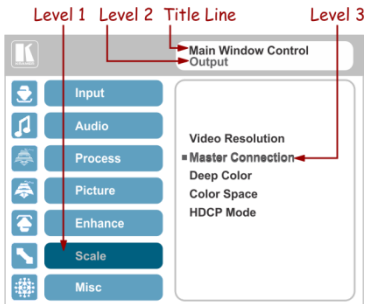 Level 1 Level 2 Title Line Level 3
Main Window Control
Output
Input
Audio
Process
Picture
Enhance
Scale
Misc
Video Resolution
Master Connection
Deep Color
Color Space
HDCP Mode